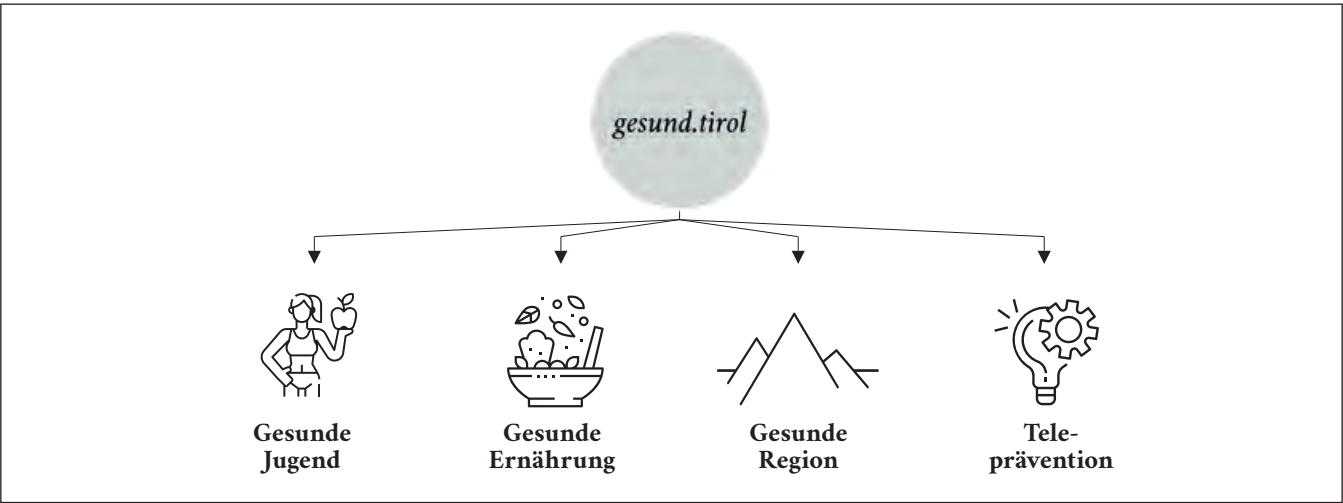 gesund.tirol
Gesunde
Jugend
Gesunde
Ernährung
Gesunde
Region
Tele-
prävention